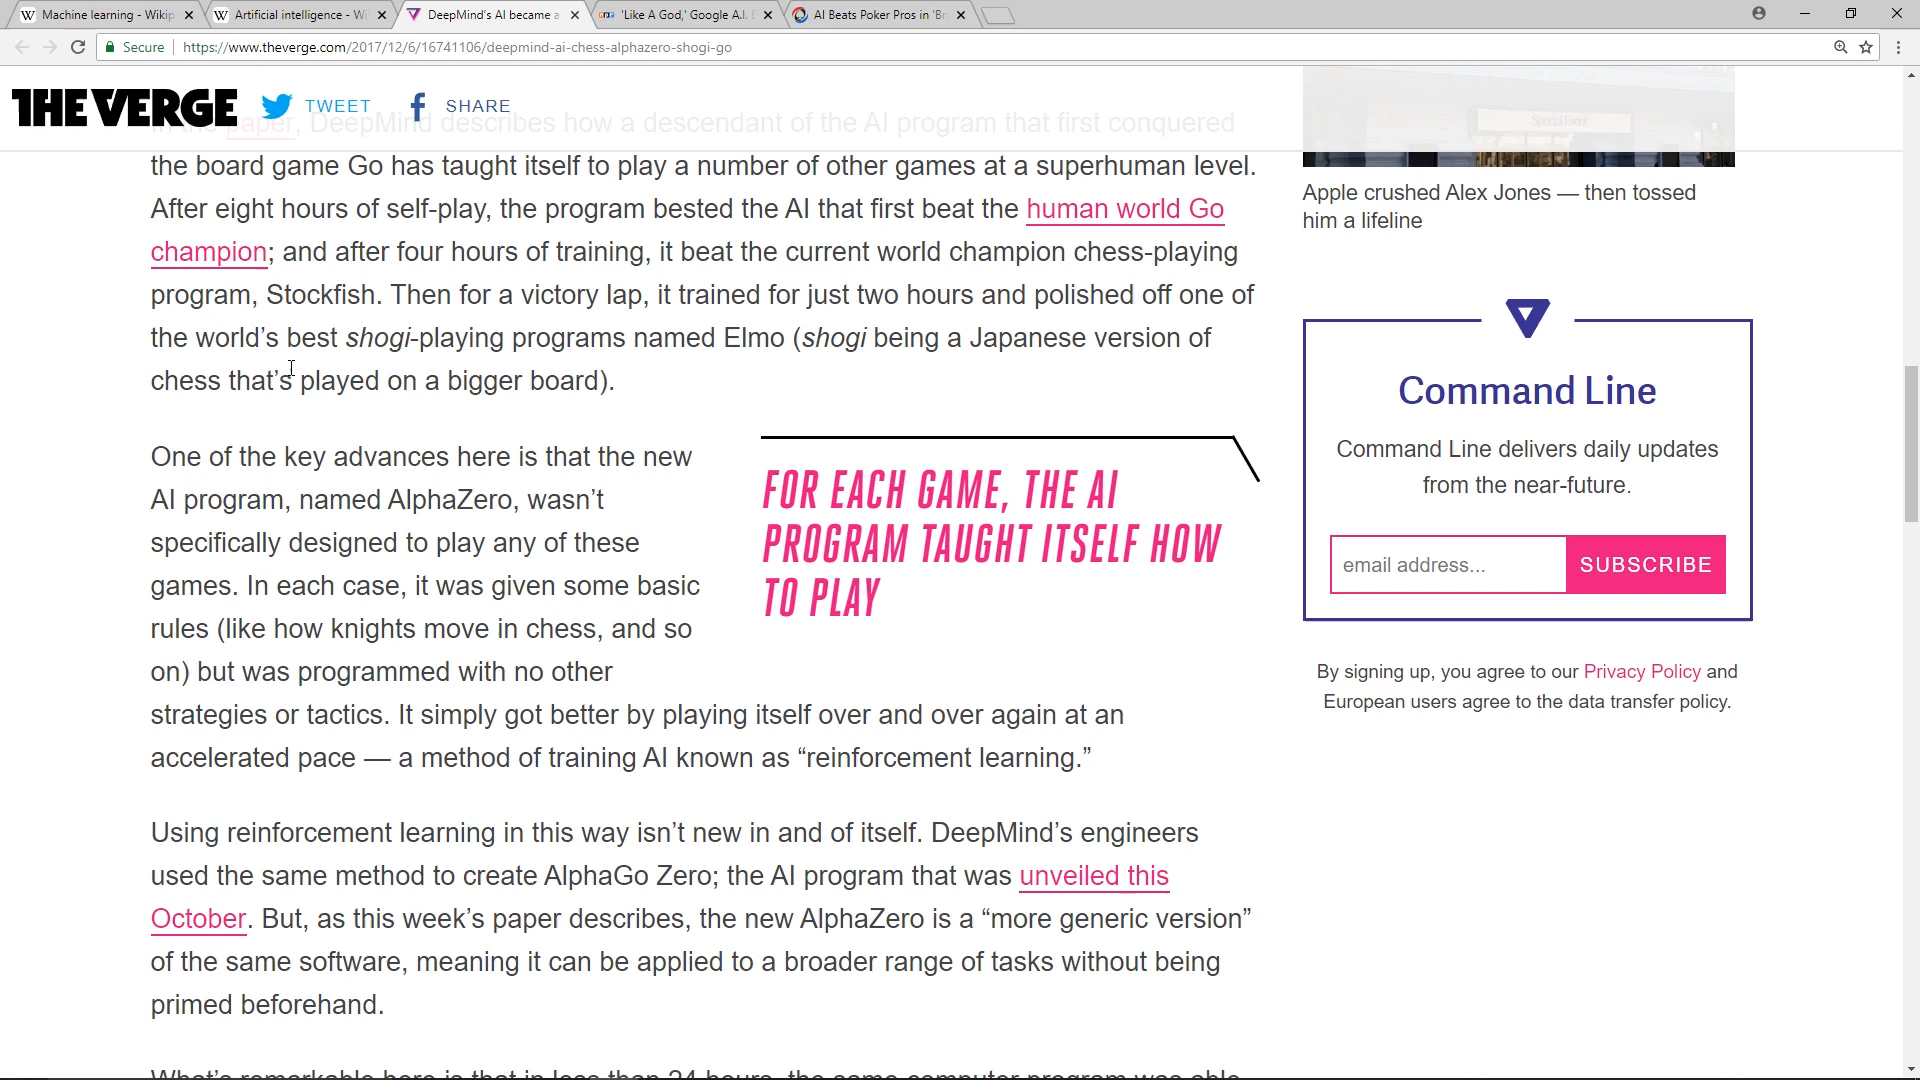 Machine learning - Wikip
Artificial intelligence - Wi
DeepMind's AI became a
'Like A God,' Google A.I. B
AI Beats Poker Pros in 'Br
Secure
https://www.theverge.com/2017/12/6/16741106/deepmind-ai-chess-alphazero-shogi-go
THE VERGE
TWEET
SHARE
In the paper, DeepMind describes how a descendant of the AI program that first conquered
the board game Go has taught itself to play a number of other games at a superhuman level.
After eight hours of self-play, the program bested the AI that first beat the human world Go
champion; and after four hours of training, it beat the current world champion chess-playing
program, Stockfish. Then for a victory lap, it trained for just two hours and polished off one of
the world's best shogi-playing programs named Elmo (shogi being a Japanese version of
chess that's played on a bigger board).
One of the key advances here is that the new
AI program, named AlphaZero, wasn't
specifically designed to play any of these
games. In each case, it was given some basic
rules (like how knights move in chess, and so
on) but was programmed with no other
strategies or tactics. It simply got better by playing itself over and over again at an
accelerated pace — a method of training AI known as “reinforcement learning.”
FOR EACH GAME, THE AI
PROGRAM TAUGHT ITSELF HOW
TO PLAY
Using reinforcement learning in this way isn't new in and of itself. DeepMind's engineers
used the same method to create AlphaGo Zero; the AI program that was unveiled this
October. But, as this week's paper describes, the new AlphaZero is a “more generic version”
of the same software, meaning it can be applied to a broader range of tasks without being
primed beforehand.
What's remarkable here is that in less than 24 hours, the same computer program was able
Special Event
Apple crushed Alex Jones — then tossed
him a lifeline
Command Line
Command Line delivers daily updates
from the near-future.
email address...
SUBSCRIBE
By signing up, you agree to our Privacy Policy and
European users agree to the data transfer policy.